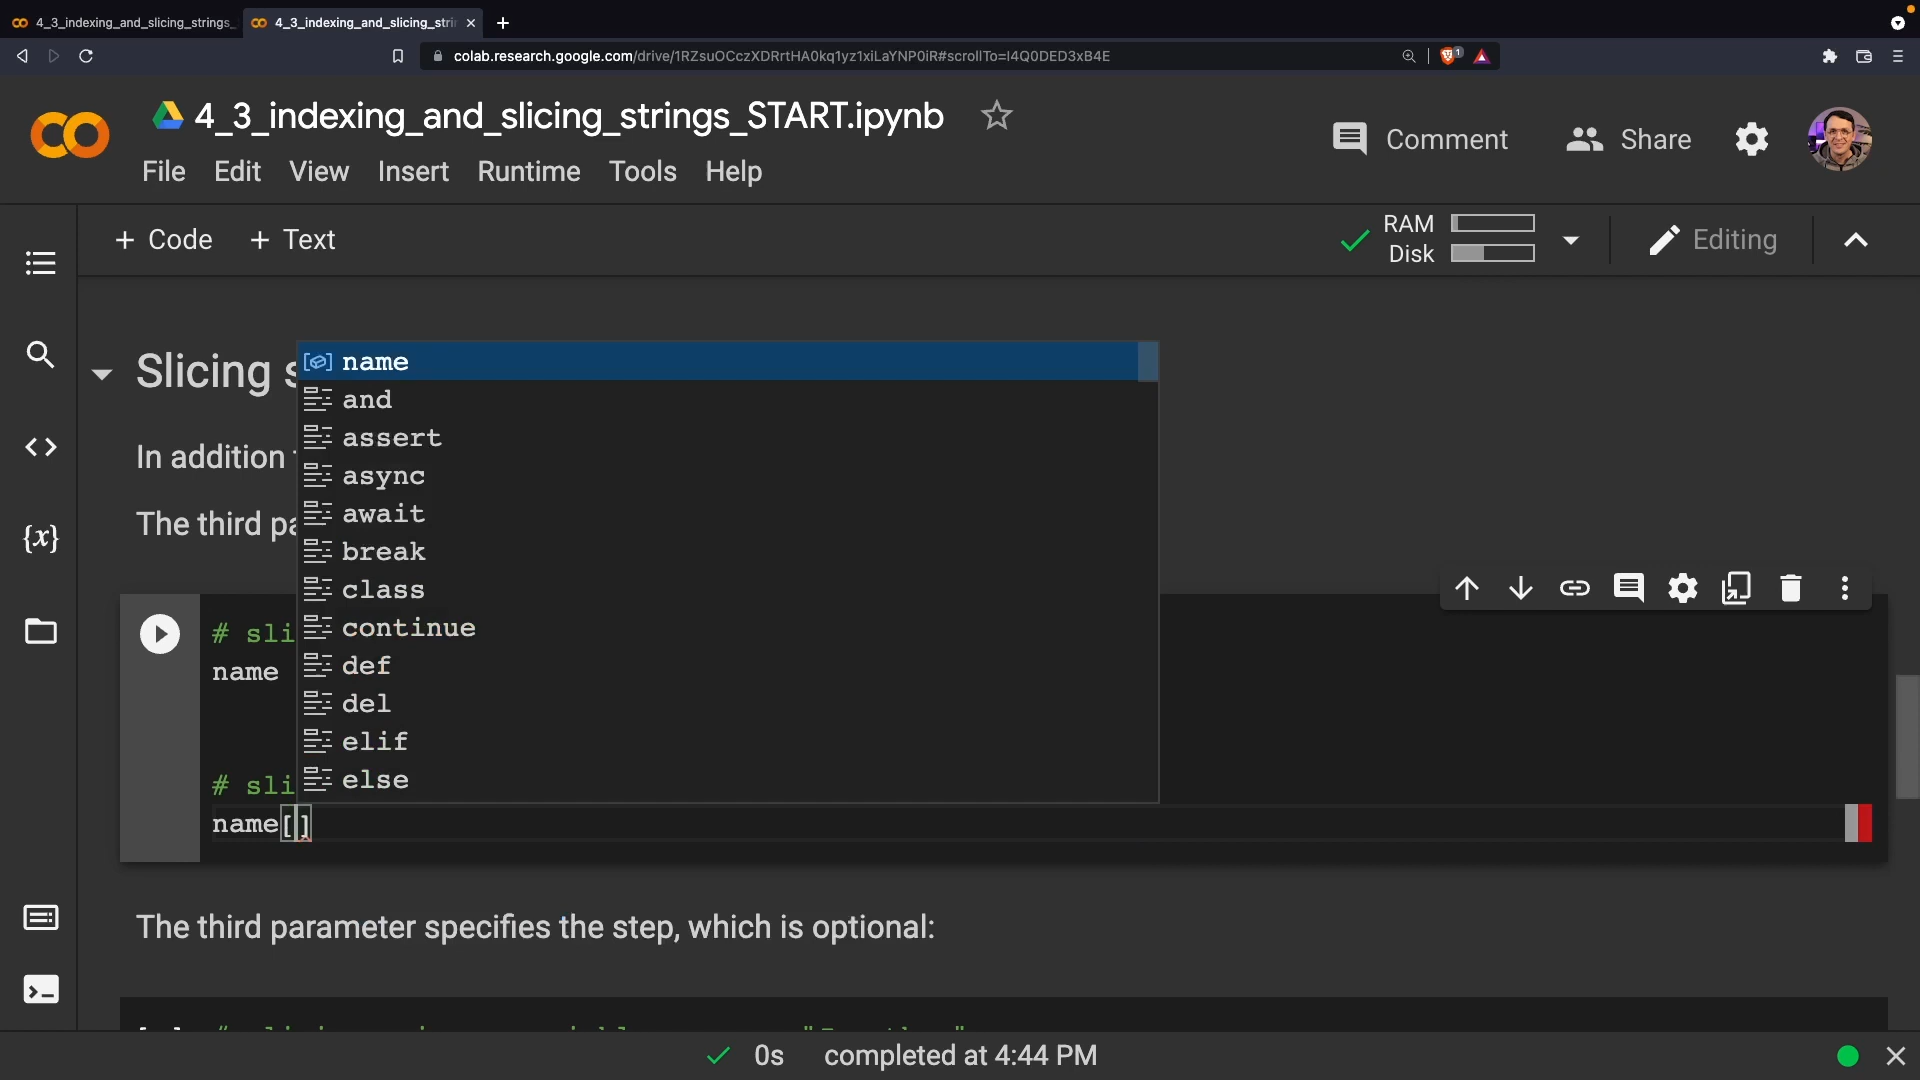 4_3_indexing_and_slicing_strings_
4_3_indexing_and_slicing_stri
colab.research.google.com/drive/1RZsuOCczXDRrtHA0kq1yz1xiLaYNP0iR#scrollTo=I4Q0DED3xB4E
1
4_3_indexing_and_slicing_strings_START.ipynb
Comment
Share
File Edit View Insert Runtime Tools Help
+ Code + Text
RAM
Disk
Editing
Slicing s
name
and
assert
In addition
async
await
The third pa
break
class
continue
# sli
def
name
del
elif
# sli
else
name[]
The third parameter specifies the step, which is optional:
0s completed at 4:44 PM